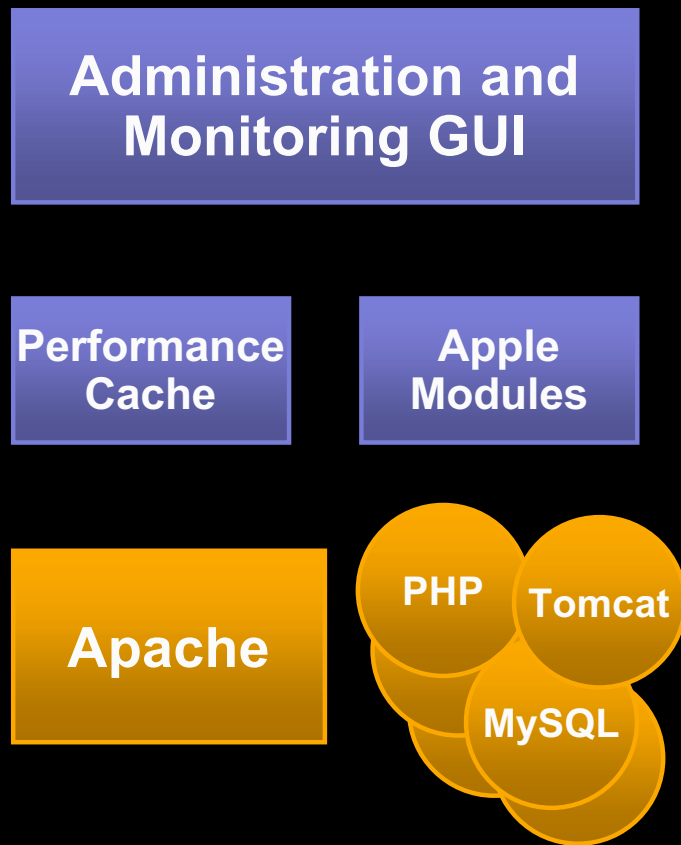 Administration and
Monitoring GUI
Performance
Cache
Apple
Modules
Apache
PHP
Tomcat
MySQL